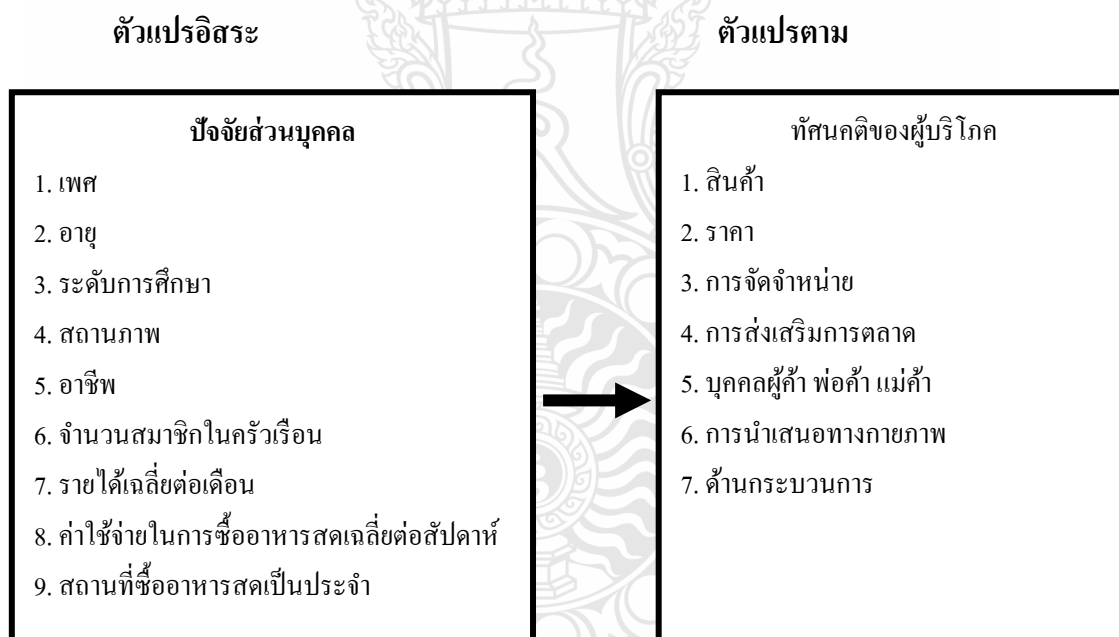 ตัวแปรอิสระ
ตัวแปรตาม
ปัจจัยส่วนบุคคล
1. เพศ
2. อายุ
3. ระดับการศึกษา
4. สถานภาพ
5. อาชีพ
6. จำนวนสมาชิกในครัวเรือน
7. รายได้เฉลี่ยต่อเดือน
8. ค่าใช้จ่ายในการซื้ออาหารสดเฉลี่ยต่อสัปดาห์
9. สถานที่ซื้ออาหารสดเป็นประจำ
ทัศนคติของผู้บริโภค
1. สินค้า
2. ราคา
3. การจัดจำหน่าย
4. การส่งเสริมการตลาด
5. บุคคลผู้ค้า พ่อค้า แม่ค้า
6. การนำเสนอทางกายภาพ
7. ด้านกระบวนการ